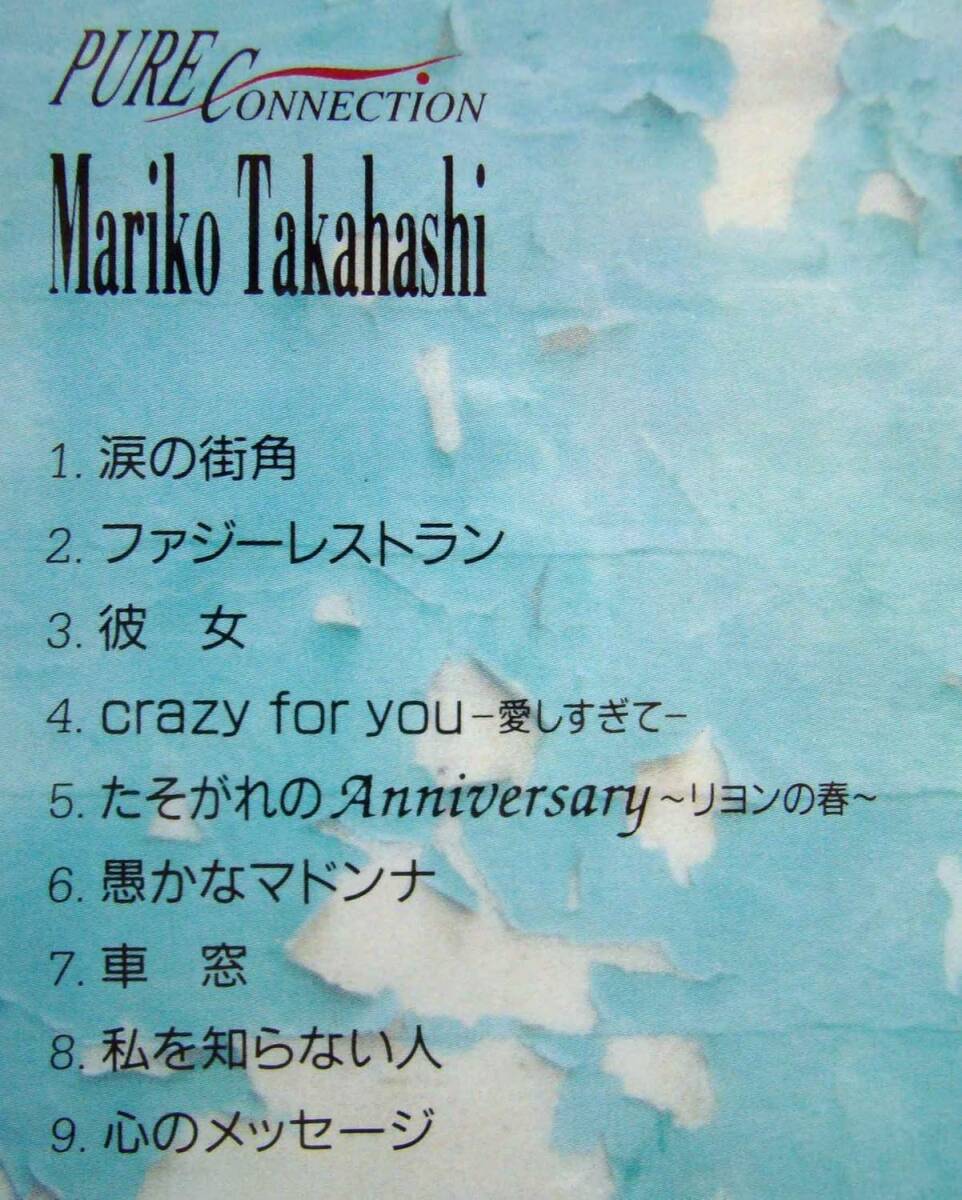 PURE CONNECTION
Mariko Takahashi
1. 涙の街角
2. ファジーレストラン
3. 彼　女
4. crazy for you－愛しすぎて－
5. たそがれのAnniversary～リヨンの春～
6. 愚かなマドンナ
7. 車　窓
8. 私を知らない人
9. 心のメッセージ